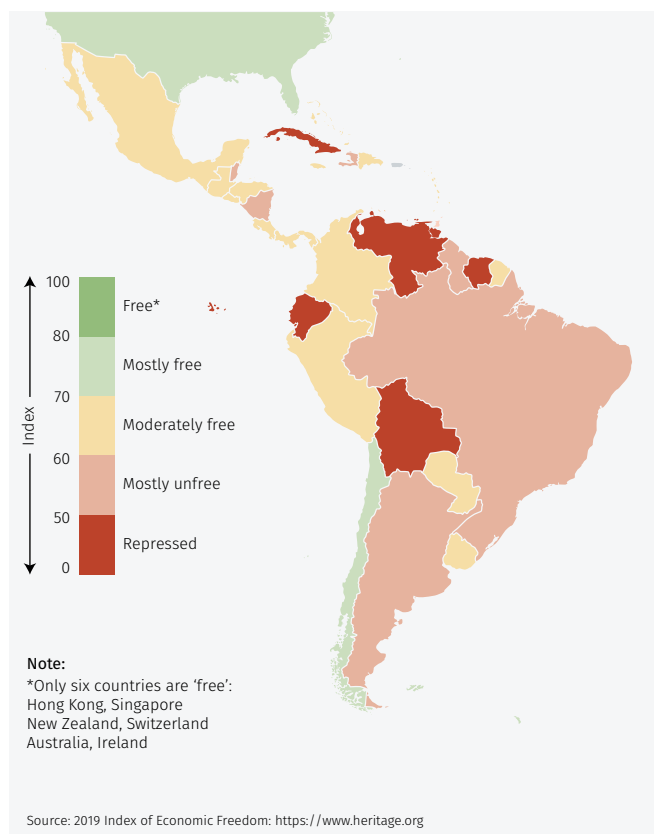 100
Free*
80
Mostly free
70
Moderately free
Index
60
Mostly unfree
50
Repressed
0
Note:
*Only six countries are ‘free’:
Hong Kong, Singapore
New Zealand, Switzerland
Australia, Ireland
Source: 2019 Index of Economic Freedom: https://www.heritage.org